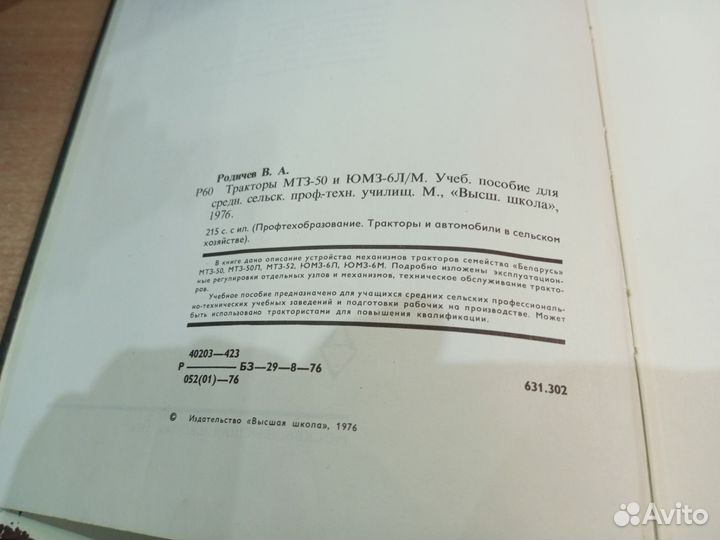 Родичев В. А.
Р60 Тракторы МТЗ-50 и ЮМЗ-6Л/М. Учеб. пособие для
средн. сельск. проф.-техн. училищ. М., «Высш. школа»,
1976.
215 с. с ил. (Профтехобразование. Тракторы и автомобили в сельском
хозяйстве).
В книге дано описание устройства механизмов тракторов семейства «Беларусь»
МТЗ-50, МТЗ-50Л, МТЗ-52, ЮМЗ-6Л, ЮМЗ-6М. Подробно изложены эксплуатацион-
ные регулировки отдельных узлов и механизмов, техническое обслуживание тракто-
ров.
Учебное пособие предназначено для учащихся средних сельских профессиональ-
но-технических учебных заведений и подготовки рабочих на производстве. Может
быть использовано трактористами для повышения квалификации.
40203—423
Р ——— БЗ—29—8—76
052(01)—76
631.302
© Издательство «Высшая школа», 1976
Avito